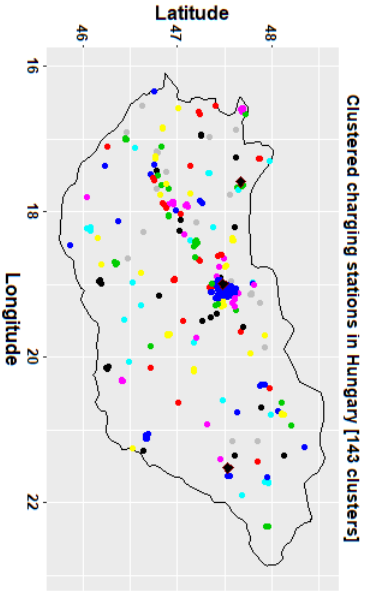 Clustered charging stations in Hungary [143 clusters]
Latitude
48
47
46
16
18
20
22
Longitude